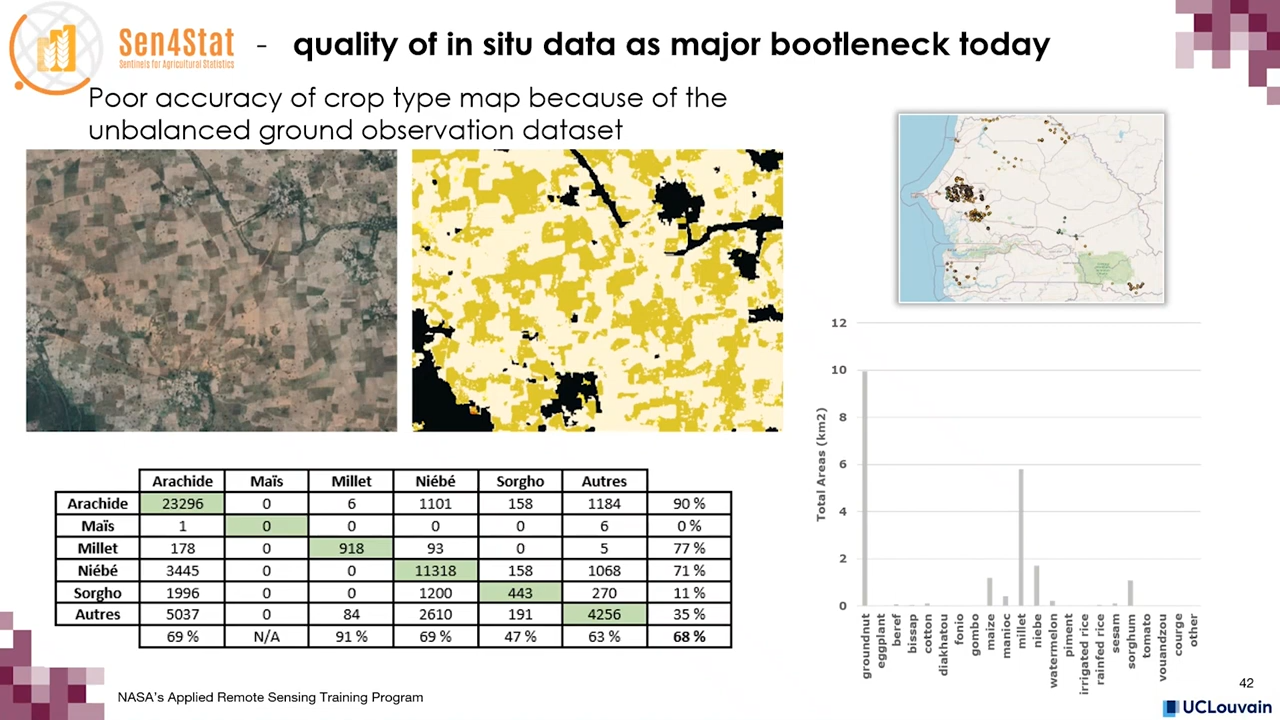 Sen4Stat
Sentinels for Agricultural Statistics
- quality of in situ data as major bootleneck today
Poor accuracy of crop type map because of the
unbalanced ground observation dataset
Arachide Maïs Millet Niébé Sorgho Autres
Arachide 23296 0 6 1101 158 1184 90 %
Maïs 1 0 0 0 0 6 0 %
Millet 178 0 918 93 0 5 77 %
Niébé 3445 0 0 11318 158 1068 71 %
Sorgho 1996 0 0 1200 443 270 11 %
Autres 5037 0 84 2610 191 4256 35 %
69 % N/A 91 % 69 % 47 % 63 % 68 %
Total Areas (km2)
12
10
8
6
4
2
0
groundnut
eggplant
beref
bissap
cotton
diakhatou
fonio
gombo
maize
manioc
millet
niebe
watermelon
piment
irrigated rice
rainfed rice
sesam
sorghum
tomato
vouandzou
courge
other
NASA's Applied Remote Sensing Training Program
42
UCLouvain